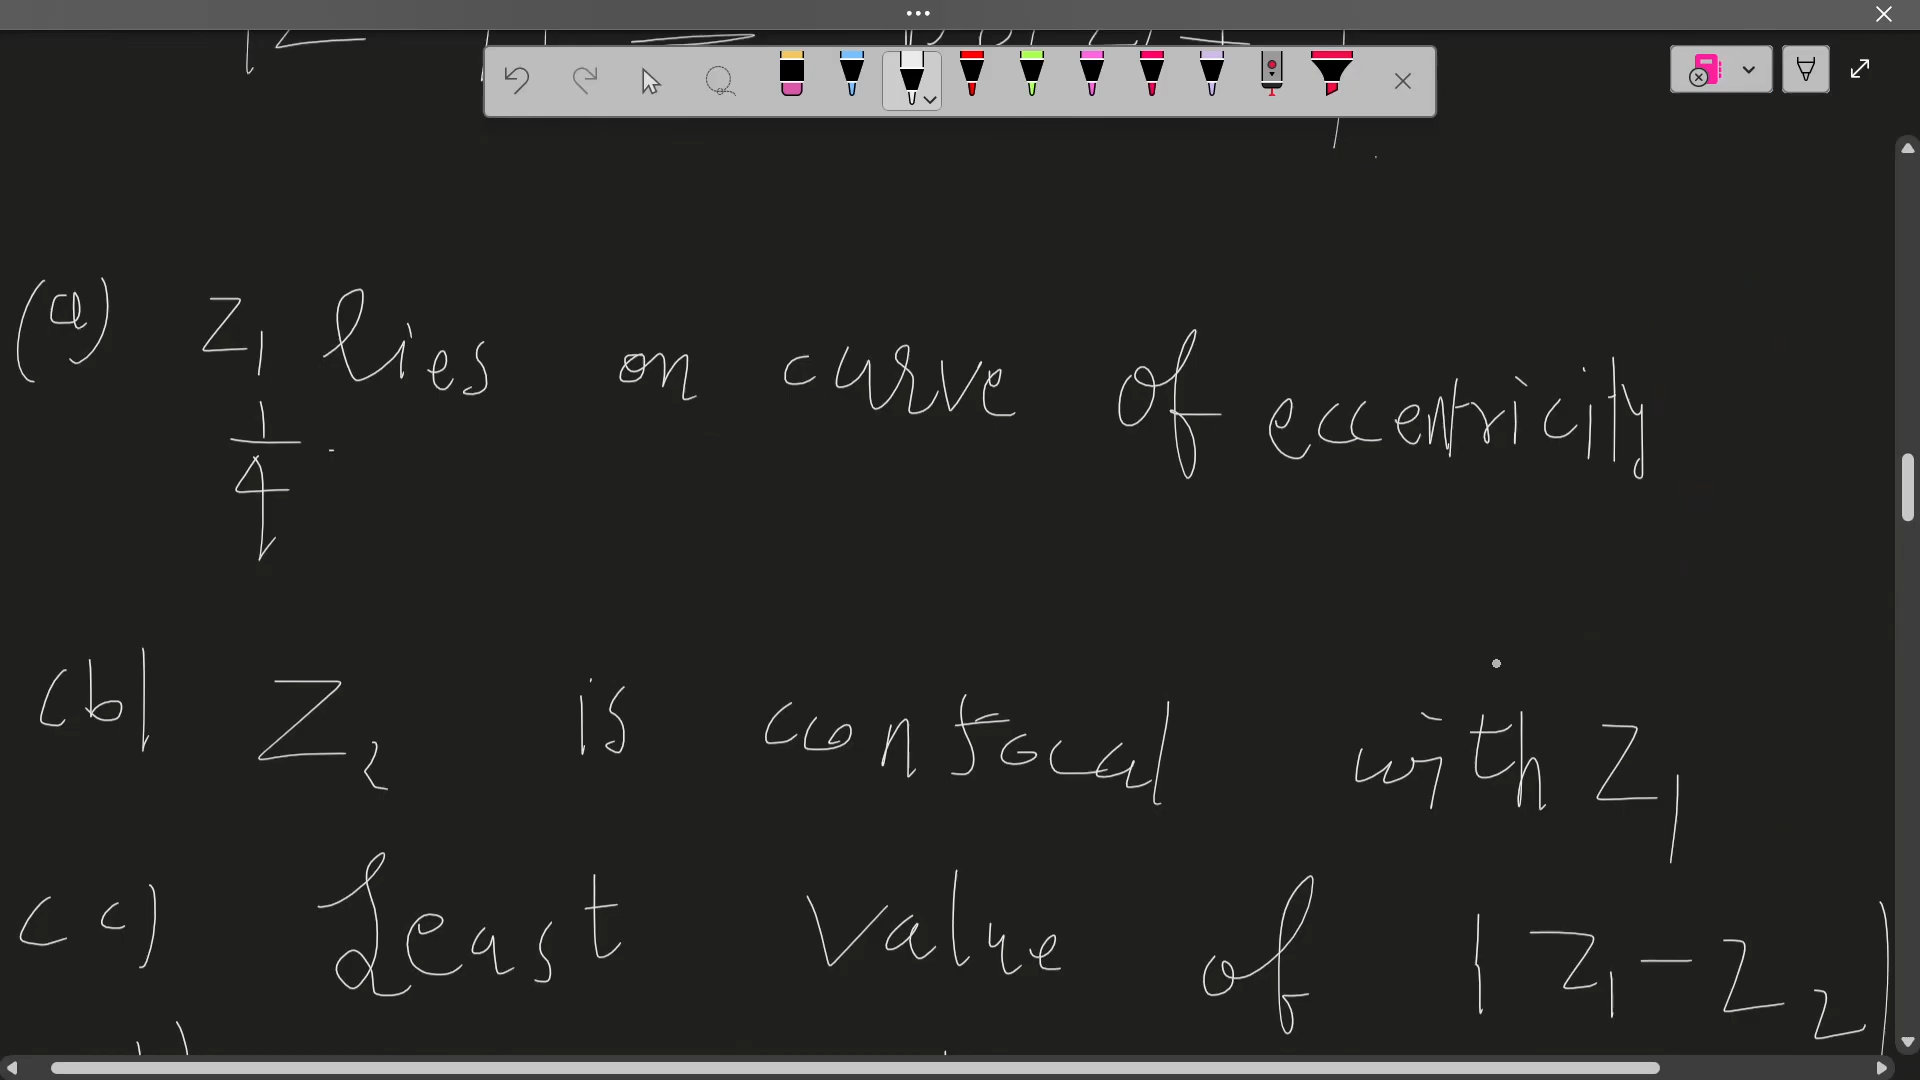 (a) Z₁ lies on curve of eccentricity
1/4 .
(b) Z₂ is confocal with Z₁
(c) Least value of |Z₁ - Z₂|